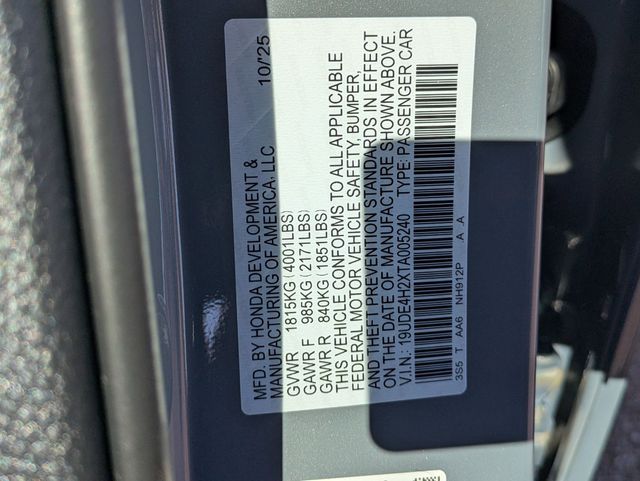 MFD. BY HONDA DEVELOPMENT & 10/'25
MANUFACTURING OF AMERICA, LLC
GVWR 1815KG (4001LBS)
GAWR F 985KG (2171LBS)
GAWR R 840KG (1851LBS)
THIS VEHICLE CONFORMS TO ALL APPLICABLE
FEDERAL MOTOR VEHICLE SAFETY, BUMPER,
AND THEFT PREVENTION STANDARDS IN EFFECT
ON THE DATE OF MANUFACTURE SHOWN ABOVE.
V.I.N.: 19UDE4H2XTA005240 TYPE: PASSENGER CAR
3S5 T AA6 NH912P A A